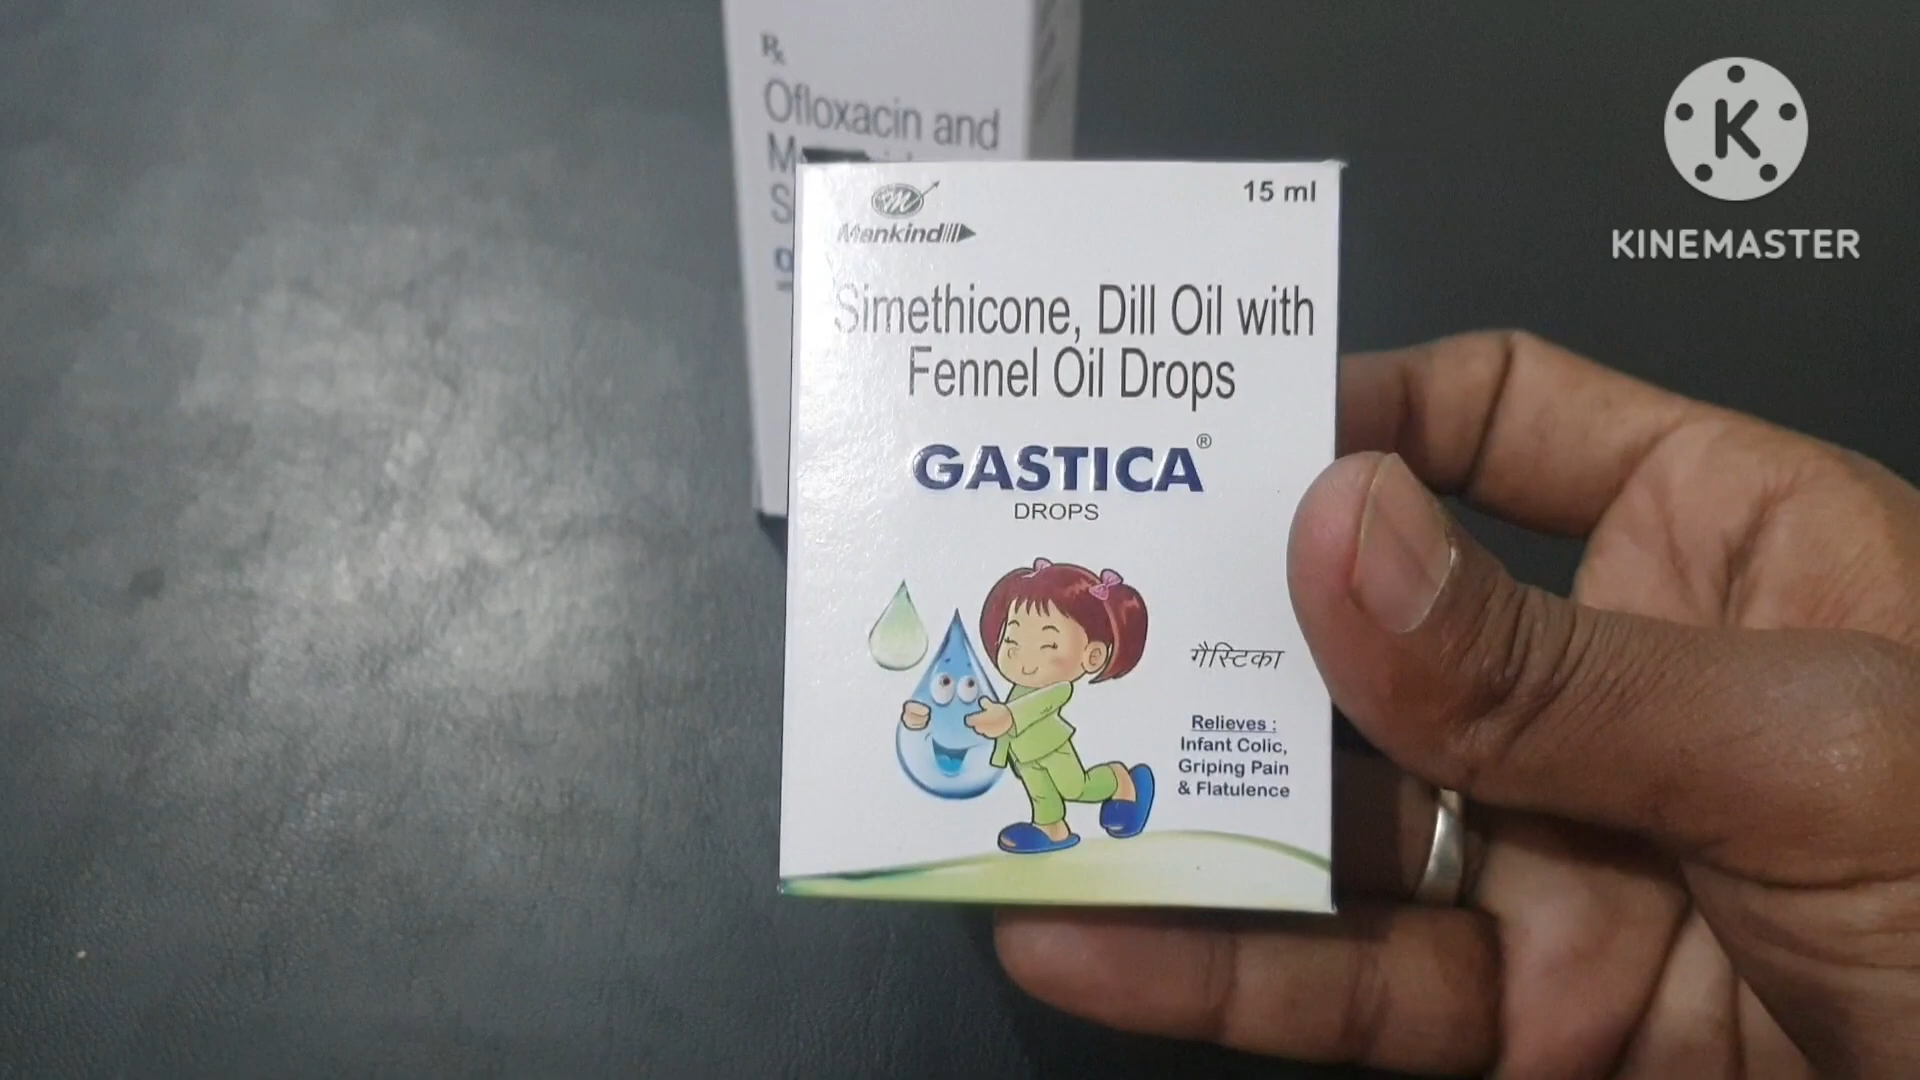 Rx
Ofloxacin and
Mankind
15 ml
Simethicone, Dill Oil with
Fennel Oil Drops
GASTICA®
DROPS
गैस्टिका
Relieves :
Infant Colic,
Griping Pain
& Flatulence
K
KINEMASTER